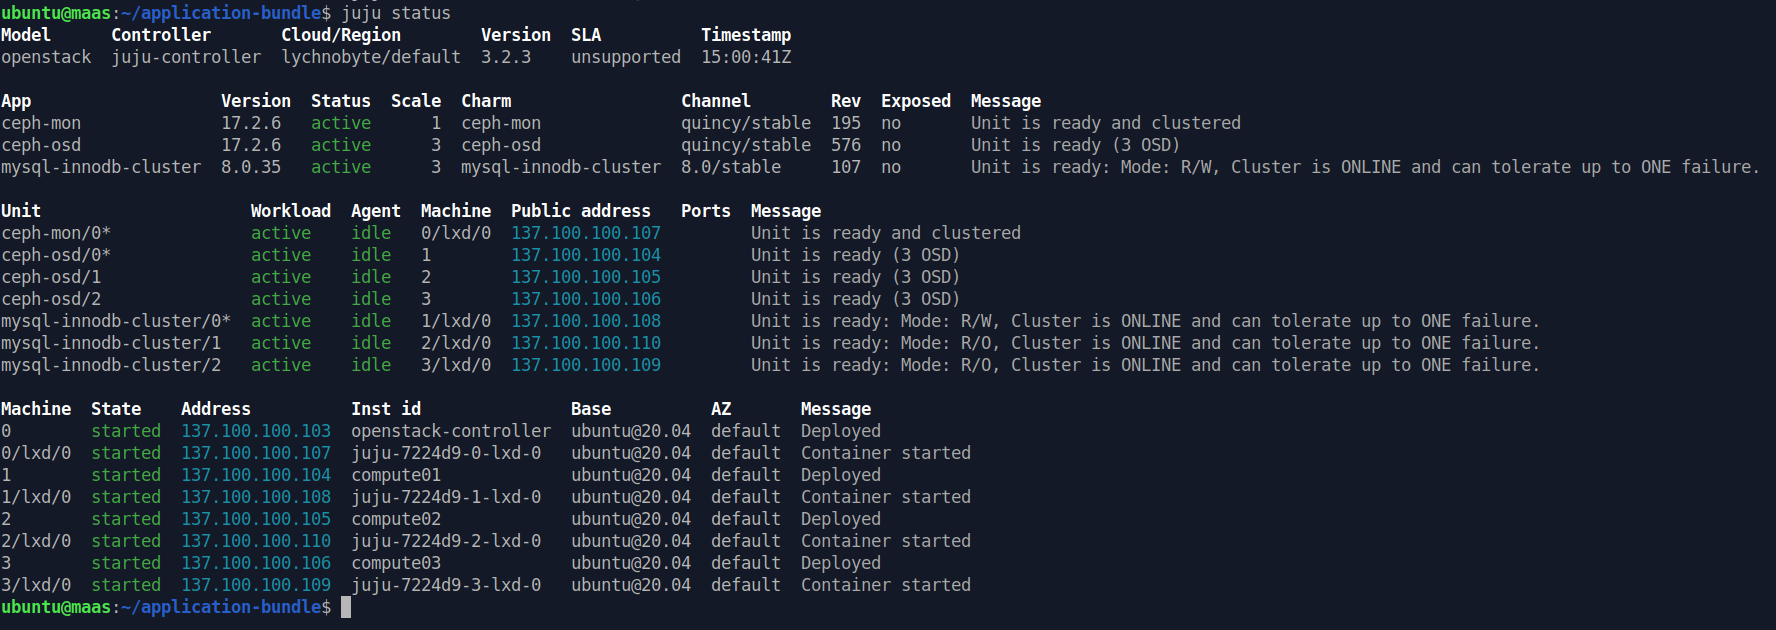 ubuntu@maas:~/application-bundle$ juju status
Model      Controller       Cloud/Region        Version  SLA          Timestamp
openstack  juju-controller  lychnobyte/default  3.2.3    unsupported  15:00:41Z

App                   Version  Status  Scale  Charm                 Channel        Rev  Exposed  Message
ceph-mon              17.2.6   active      1  ceph-mon              quincy/stable  195  no       Unit is ready and clustered
ceph-osd              17.2.6   active      3  ceph-osd              quincy/stable  576  no       Unit is ready (3 OSD)
mysql-innodb-cluster  8.0.35   active      3  mysql-innodb-cluster  8.0/stable     107  no       Unit is ready: Mode: R/W, Cluster is ONLINE and can tolerate up to ONE failure.

Unit                     Workload  Agent  Machine  Public address   Ports  Message
ceph-mon/0*              active    idle   0/lxd/0  137.100.100.107         Unit is ready and clustered
ceph-osd/0*              active    idle   1        137.100.100.104         Unit is ready (3 OSD)
ceph-osd/1               active    idle   2        137.100.100.105         Unit is ready (3 OSD)
ceph-osd/2               active    idle   3        137.100.100.106         Unit is ready (3 OSD)
mysql-innodb-cluster/0*  active    idle   1/lxd/0  137.100.100.108         Unit is ready: Mode: R/W, Cluster is ONLINE and can tolerate up to ONE failure.
mysql-innodb-cluster/1   active    idle   2/lxd/0  137.100.100.110         Unit is ready: Mode: R/O, Cluster is ONLINE and can tolerate up to ONE failure.
mysql-innodb-cluster/2   active    idle   3/lxd/0  137.100.100.109         Unit is ready: Mode: R/O, Cluster is ONLINE and can tolerate up to ONE failure.

Machine  State    Address          Inst id               Base          AZ       Message
0        started  137.100.100.103  openstack-controller  ubuntu@20.04  default  Deployed
0/lxd/0  started  137.100.100.107  juju-7224d9-0-lxd-0   ubuntu@20.04  default  Container started
1        started  137.100.100.104  compute01             ubuntu@20.04  default  Deployed
1/lxd/0  started  137.100.100.108  juju-7224d9-1-lxd-0   ubuntu@20.04  default  Container started
2        started  137.100.100.105  compute02             ubuntu@20.04  default  Deployed
2/lxd/0  started  137.100.100.110  juju-7224d9-2-lxd-0   ubuntu@20.04  default  Container started
3        started  137.100.100.106  compute03             ubuntu@20.04  default  Deployed
3/lxd/0  started  137.100.100.109  juju-7224d9-3-lxd-0   ubuntu@20.04  default  Container started
ubuntu@maas:~/application-bundle$